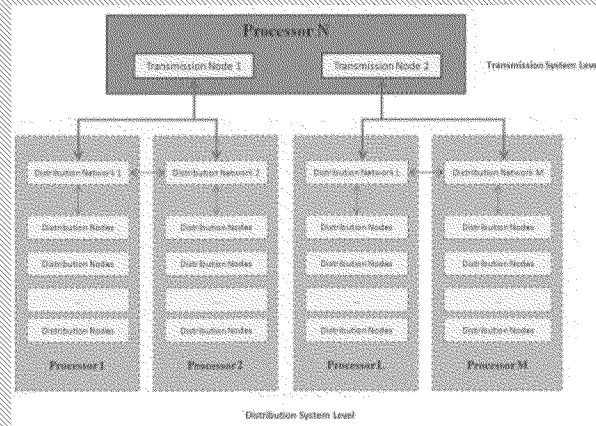 Processor N
Transmission Node 1
Transmission Node 2
Transmission System Leve
Distribution Network 1
Distribution Network 2
Distribution Network L
Distribution Network M
Distribution Nodes
Distribution Nodes
Distribution Nodes
Distribution Nodes
Distribution Nodes
Distribution Nodes
Distribution Nodes
Distribution Nodes
Distribution Nodes
Distribution Nodes
Distribution Nodes
Distribution Nodes
Processor 1
Processor 2
Processor L
Processor M
Distribution System Level